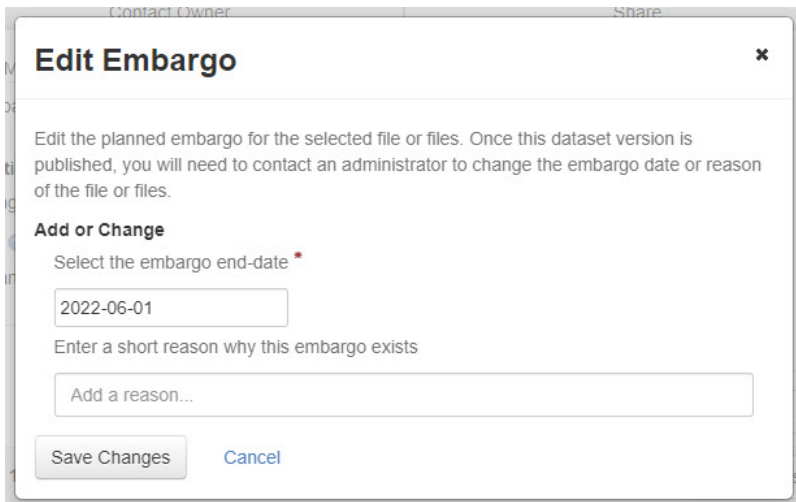 Contact Owner
Share
Edit Embargo
Edit the planned embargo for the selected file or files. Once this dataset version is
published, you will need to contact an administrator to change the embargo date or reason
of the file or files.
Add or Change
Select the embargo end-date *
2022-06-01
Enter a short reason why this embargo exists
Add a reason...
Save Changes
Cancel